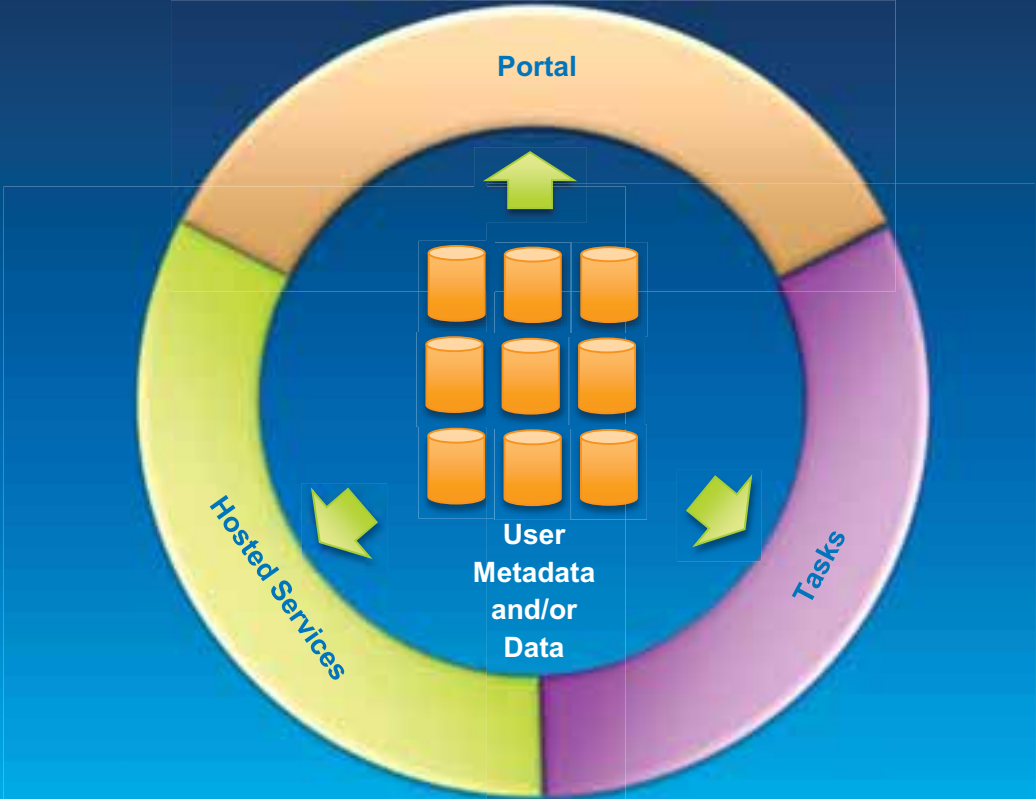 Portal
User
Metadata
and/or
Data
Hosted Services
Tasks